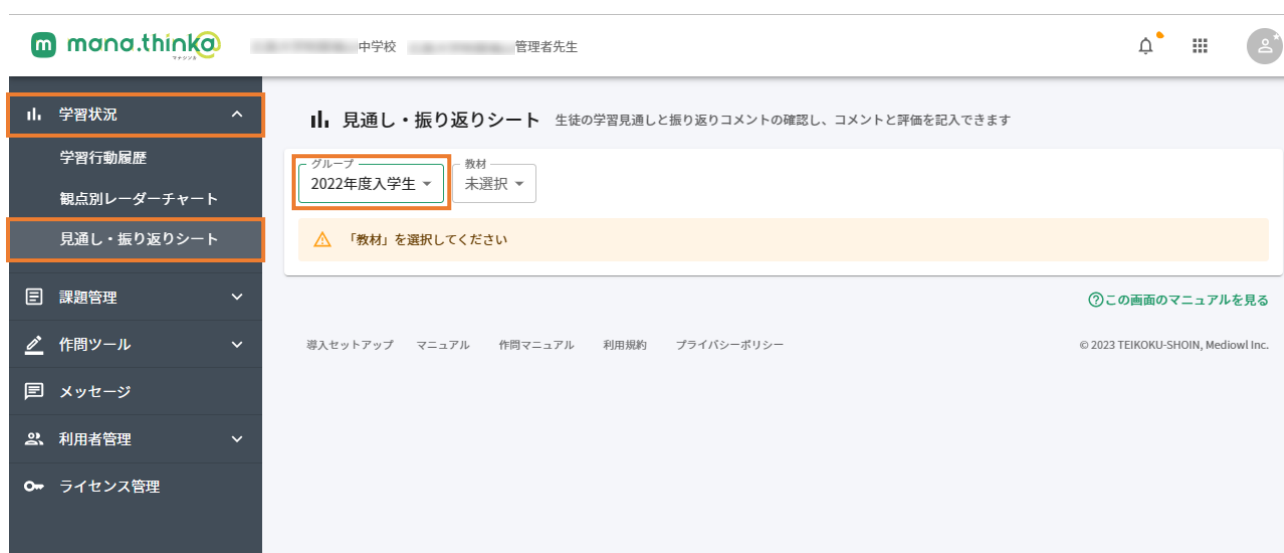 m mana.think@
マナシンカ
中学校 管理者先生
学習状況
学習行動履歴
観点別レーダーチャート
見通し・振り返りシート
課題管理
作問ツール
メッセージ
利用者管理
ライセンス管理
見通し・振り返りシート 生徒の学習見通しと振り返りコメントの確認し、コメントと評価を記入できます
グループ 教材
2022年度入学生 未選択
「教材」を選択してください
この画面のマニュアルを見る
導入セットアップ マニュアル 作問マニュアル 利用規約 プライバシーポリシー © 2023 TEIKOKU-SHOIN, Mediowl Inc.